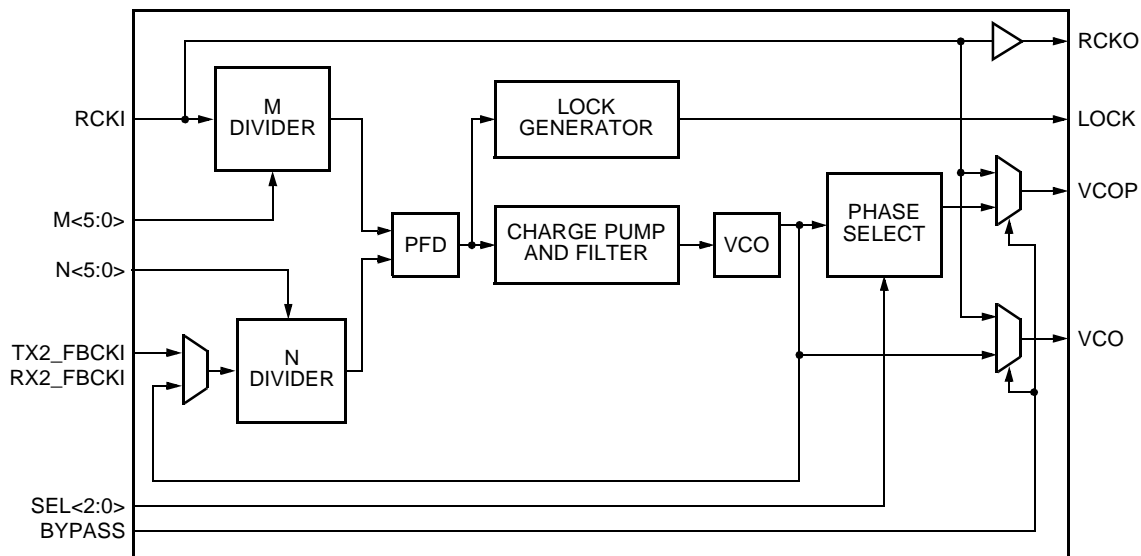 RCKO
RCKI
M
DIVIDER
LOCK
GENERATOR
LOCK
M<5:0>
N<5:0>
PFD
CHARGE PUMP
AND FILTER
VCO
PHASE
SELECT
VCOP
TX2_FBCKI
RX2_FBCKI
N
DIVIDER
VCO
SEL<2:0>
BYPASS